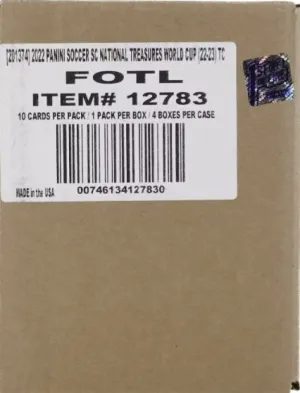 [201374] 2022 PANINI SOCCER SC NATIONAL TREASURES WORLD CUP (22-23) TC
FOTL
ITEM# 12783
10 CARDS PER PACK / 1 PACK PER BOX / 4 BOXES PER CASE
MADE in the USA
00746134127830